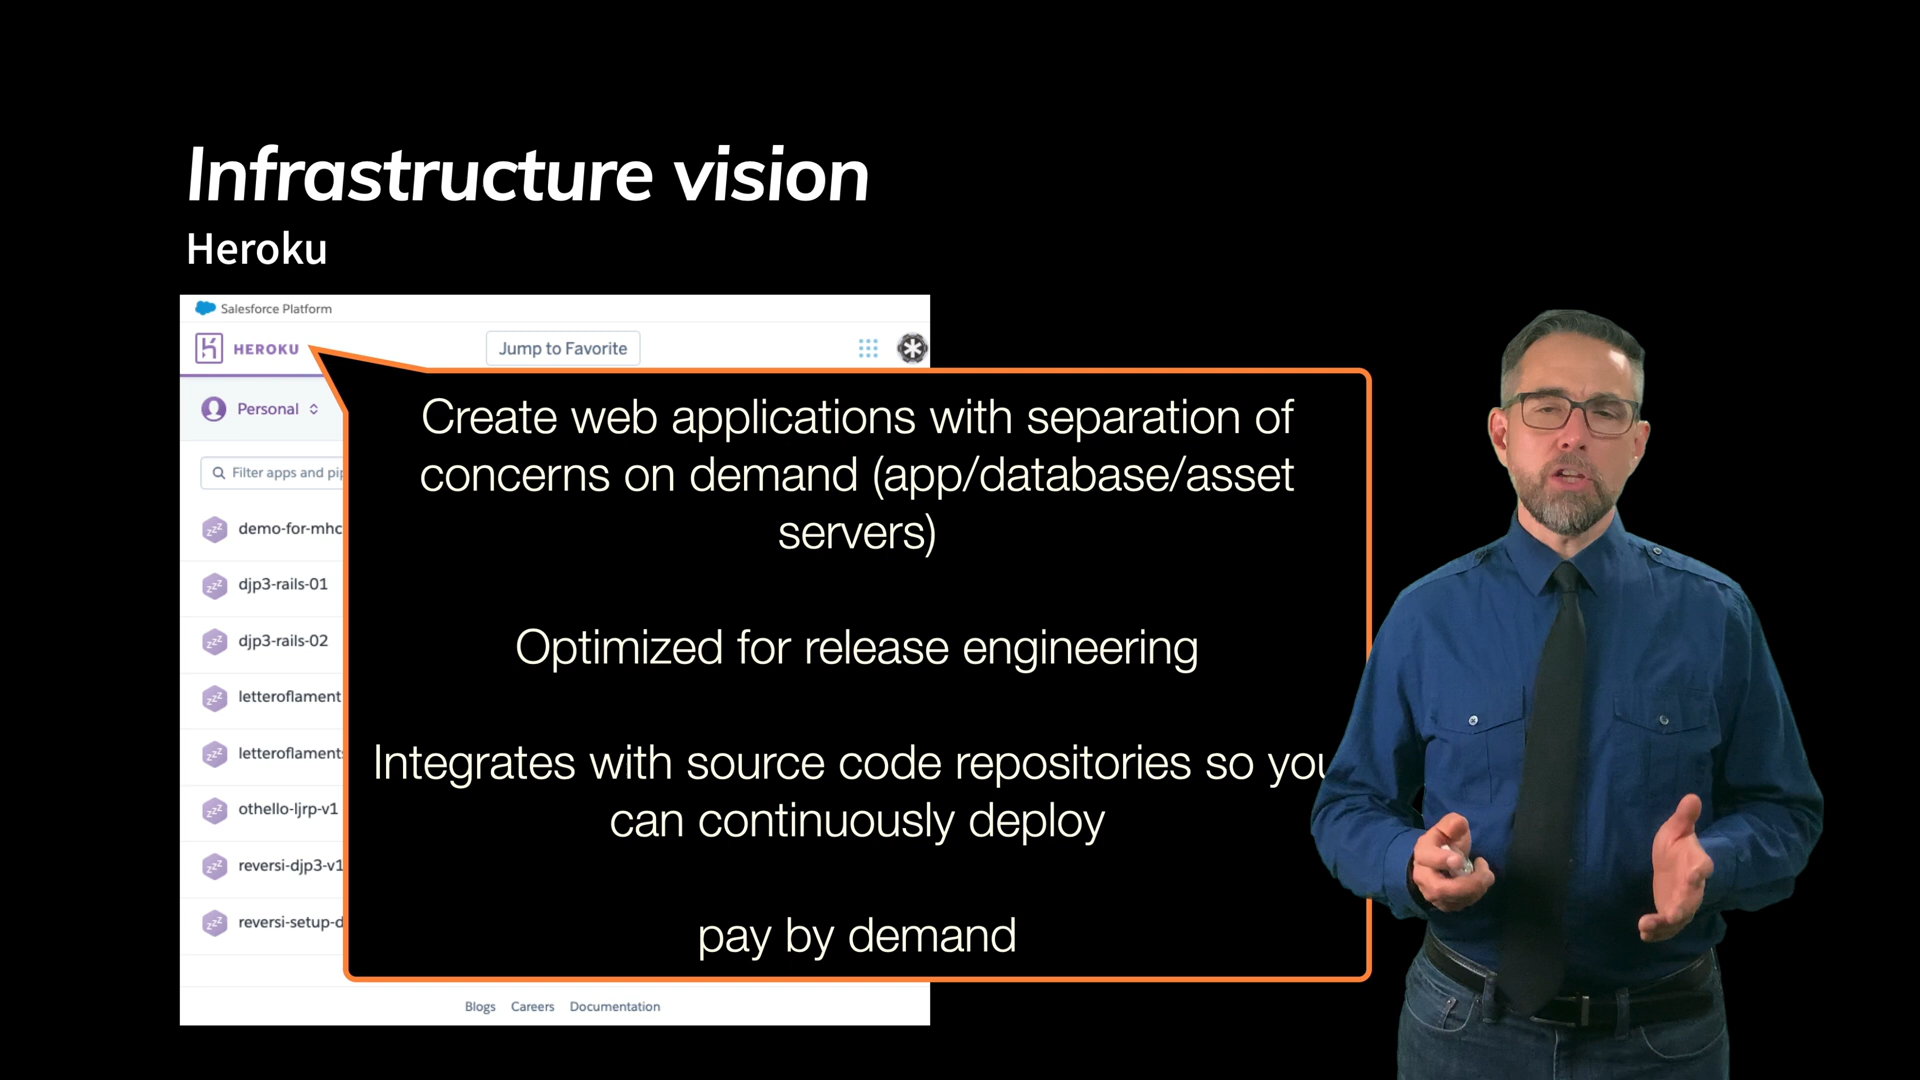 Infrastructure vision
Heroku
Salesforce Platform
HEROKU
Jump to Favorite
Personal
Filter apps and
demo-for-mhc
djp3-rails-01
djp3-rails-02
letteroflament
letteroflaments
othello-ljrp-v1
reversi-djp3-v1
reversi-setup-d
Create web applications with separation of
concerns on demand (app/database/asset
servers)
Optimized for release engineering
Integrates with source code repositories so you
can continuously deploy
pay by demand
Blogs Careers Documentation